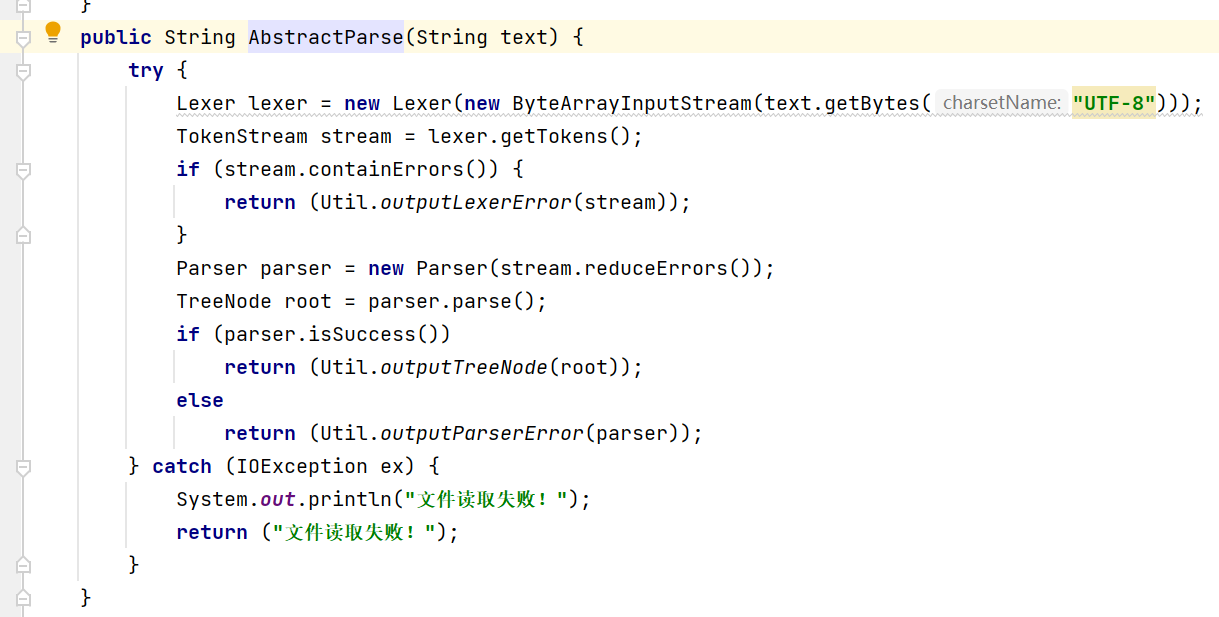 }
public String AbstractParse(String text) {
try {
Lexer lexer = new Lexer(new ByteArrayInputStream(text.getBytes( charsetName: "UTF-8")));
TokenStream stream = lexer.getTokens();
if (stream.containErrors()) {
return (Util.outputLexerError(stream));
}
Parser parser = new Parser(stream.reduceErrors());
TreeNode root = parser.parse();
if (parser.isSuccess())
return (Util.outputTreeNode(root));
else
return (Util.outputParserError(parser));
} catch (IOException ex) {
System.out.println("文件读取失败！");
return ("文件读取失败！");
}
}